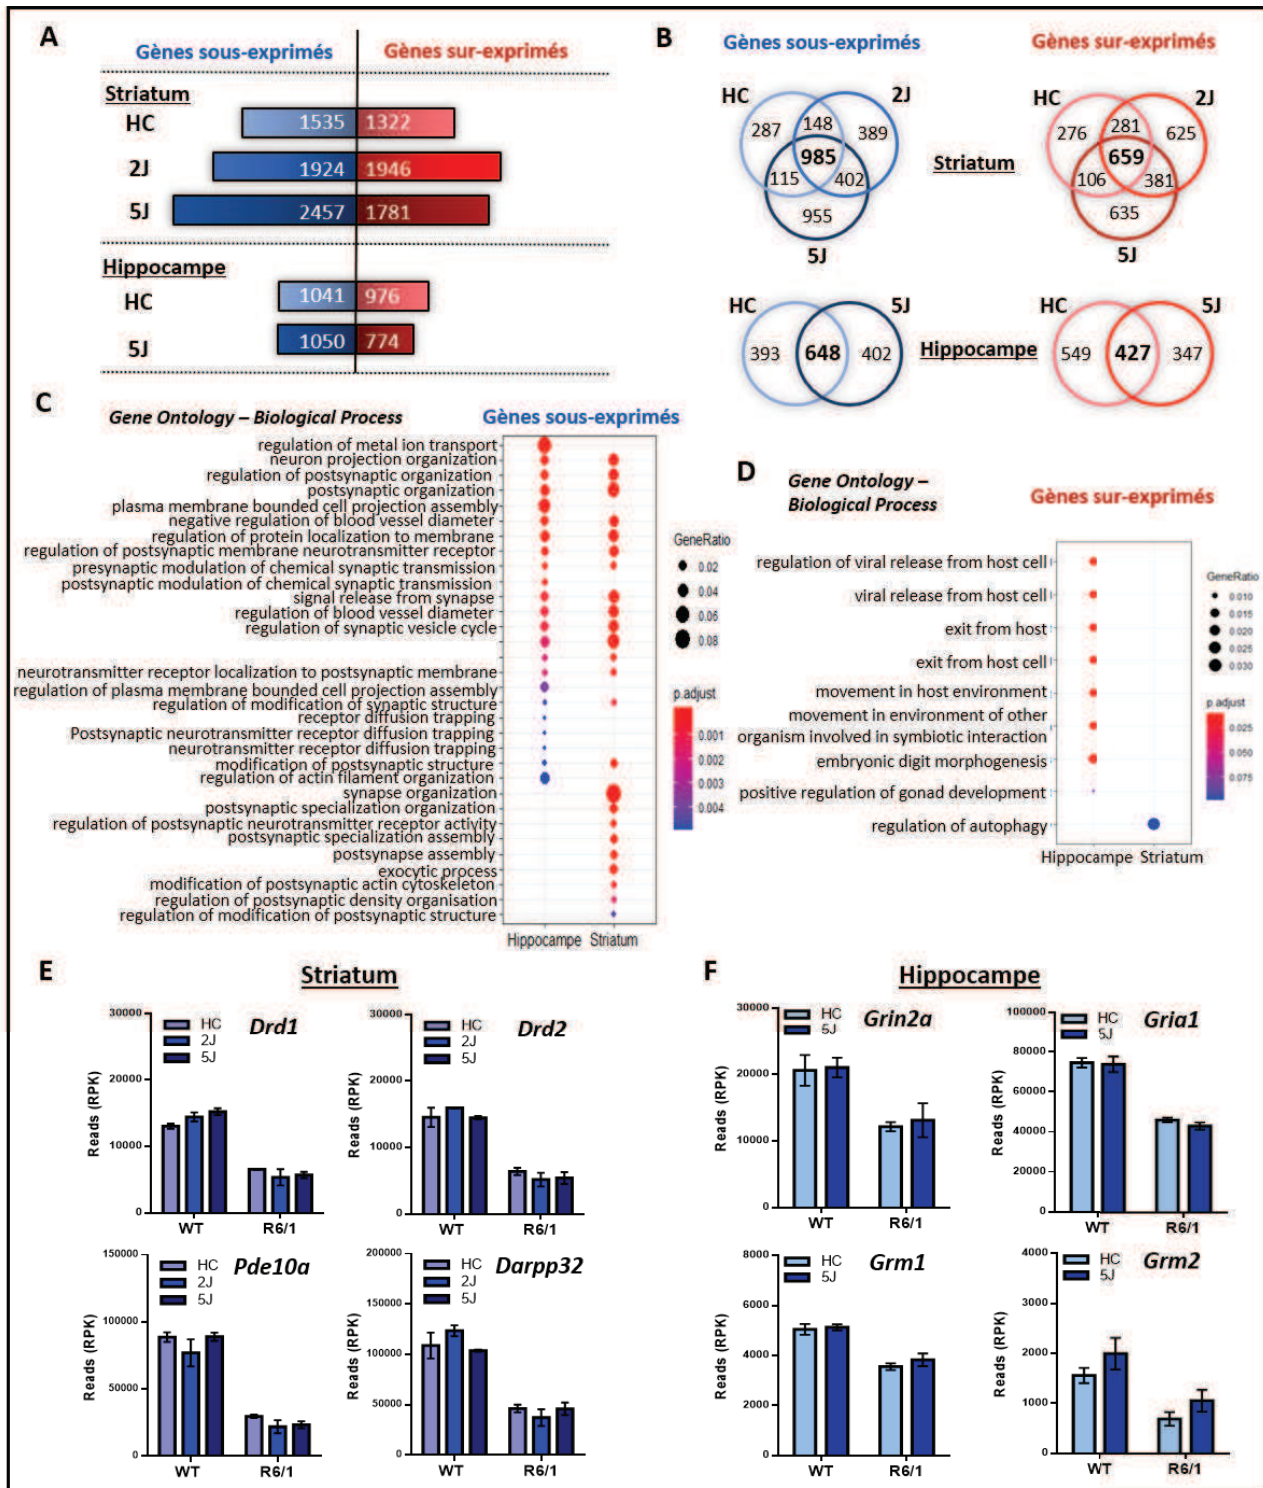 A
Gènes sous-exprimés
Gènes sur-exprimés
Striatum
HC
1535
1322
2J
1924
1946
5J
2457
1781
Hippocampe
HC
1041
976
5J
1050
774
B
Gènes sous-exprimés
Gènes sur-exprimés
HC
2J
287
148
389
985
115
402
955
5J
Striatum
HC
2J
276
281
625
659
106
381
635
5J
HC
5J
393
648
402
Hippocampe
HC
5J
549
427
347
C
Gene Ontology – Biological Process
Gènes sous-exprimés
regulation of metal ion transport
neuron projection organization
regulation of postsynaptic organization
postsynaptic organization
plasma membrane bounded cell projection assembly
negative regulation of blood vessel diameter
regulation of protein localization to membrane
regulation of postsynaptic membrane neurotransmitter receptor
presynaptic modulation of chemical synaptic transmission
postsynaptic modulation of chemical synaptic transmission
signal release from synapse
regulation of blood vessel diameter
regulation of synaptic vesicle cycle
neurotransmitter receptor localization to postsynaptic membrane
regulation of plasma membrane bounded cell projection assembly
regulation of modification of synaptic structure
receptor diffusion trapping
Postsynaptic neurotransmitter receptor diffusion trapping
neurotransmitter receptor diffusion trapping
modification of postsynaptic structure
regulation of actin filament organization
synapse organization
postsynaptic specialization organization
regulation of postsynaptic neurotransmitter receptor activity
postsynaptic specialization assembly
postsynapse assembly
exocytic process
modification of postsynaptic actin cytoskeleton
regulation of postsynaptic density organisation
regulation of modification of postsynaptic structure
Hippocampe
Striatum
GeneRatio
0.02
0.04
0.06
0.08
p.adjust
0.001
0.002
0.003
0.004
D
Gene Ontology –
Biological Process
Gènes sur-exprimés
regulation of viral release from host cell
viral release from host cell
exit from host
exit from host cell
movement in host environment
movement in environment of other
organism involved in symbiotic interaction
embryonic digit morphogenesis
positive regulation of gonad development
regulation of autophagy
Hippocampe
Striatum
GeneRatio
0.010
0.015
0.020
0.025
0.030
p.adjust
0.025
0.050
0.075
E
Striatum
Drd1
HC
2J
5J
Reads (RPK)
30000
20000
10000
0
WT
R6/1
Drd2
HC
2J
5J
Reads (RPK)
30000
20000
10000
0
WT
R6/1
Pde10a
HC
2J
5J
Reads (RPK)
150000
100000
50000
0
WT
R6/1
Darpp32
HC
2J
5J
Reads (RPK)
200000
150000
100000
50000
0
WT
R6/1
F
Hippocampe
Grin2a
HC
5J
Reads (RPK)
30000
20000
10000
0
WT
R6/1
Gria1
HC
5J
Reads (RPK)
100000
80000
60000
40000
20000
0
WT
R6/1
Grm1
HC
5J
Reads (RPK)
8000
6000
4000
2000
0
WT
R6/1
Grm2
HC
5J
Reads (RPK)
4000
3000
2000
1000
0
WT
R6/1